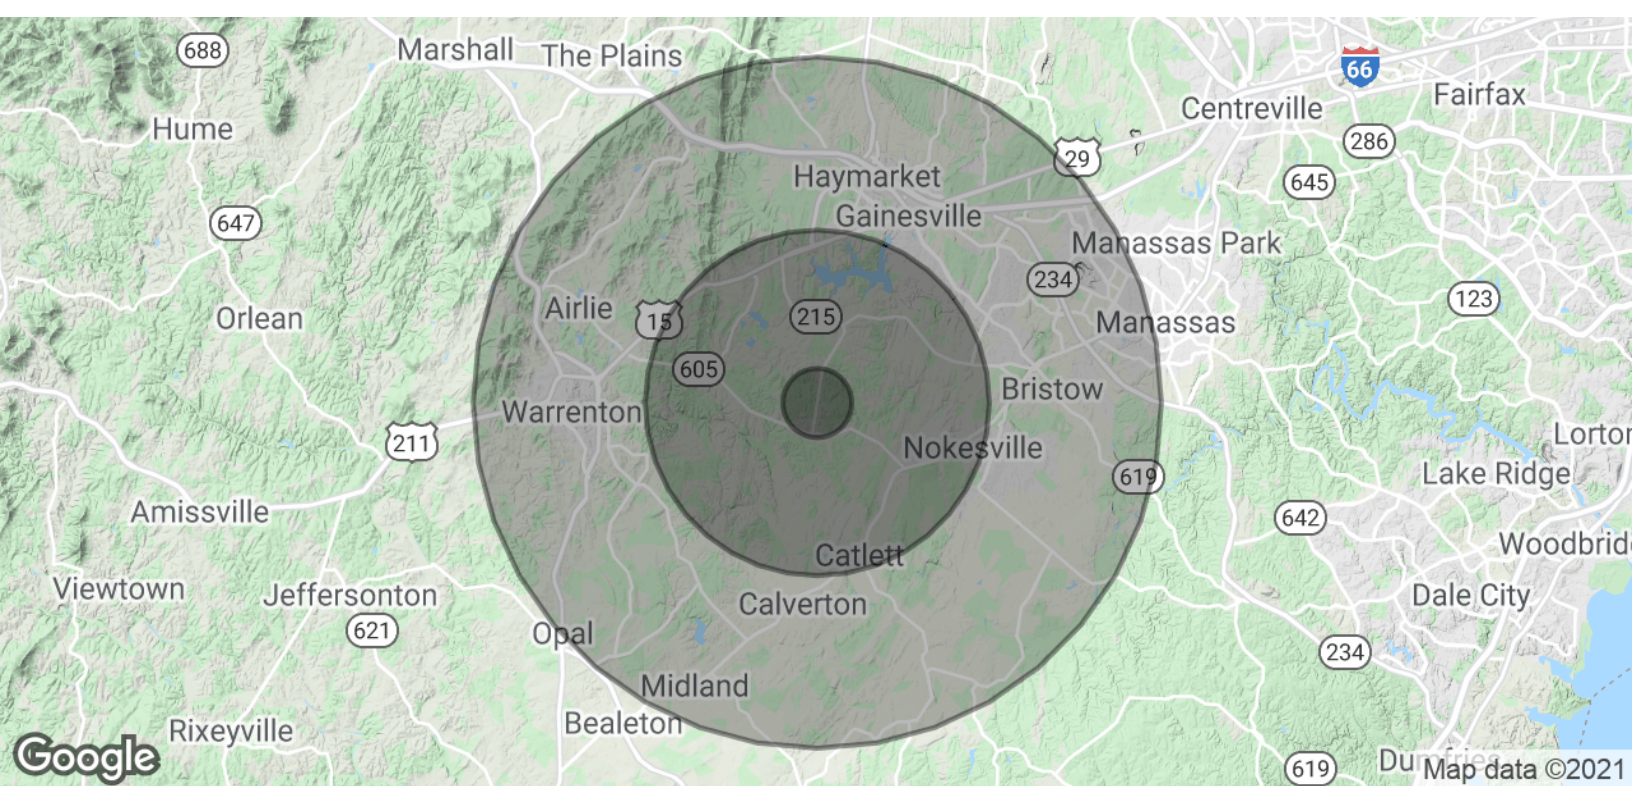 688
Marshall
The Plains
66
Fairfax
Centreville
Hume
286
29
Haymarket
645
Gainesville
647
Manassas Park
234
123
Airlie
15
215
Orlean
Manassas
605
Bristow
Warrenton
211
Lorton
Nokesville
Lake Ridge
619
Amissville
642
Woodbridge
Catlett
Viewtown
Jeffersonton
Dale City
Calverton
621
Opal
234
Midland
Bealeton
Rixeyville
Google
619
Dumfries
Map data ©2021